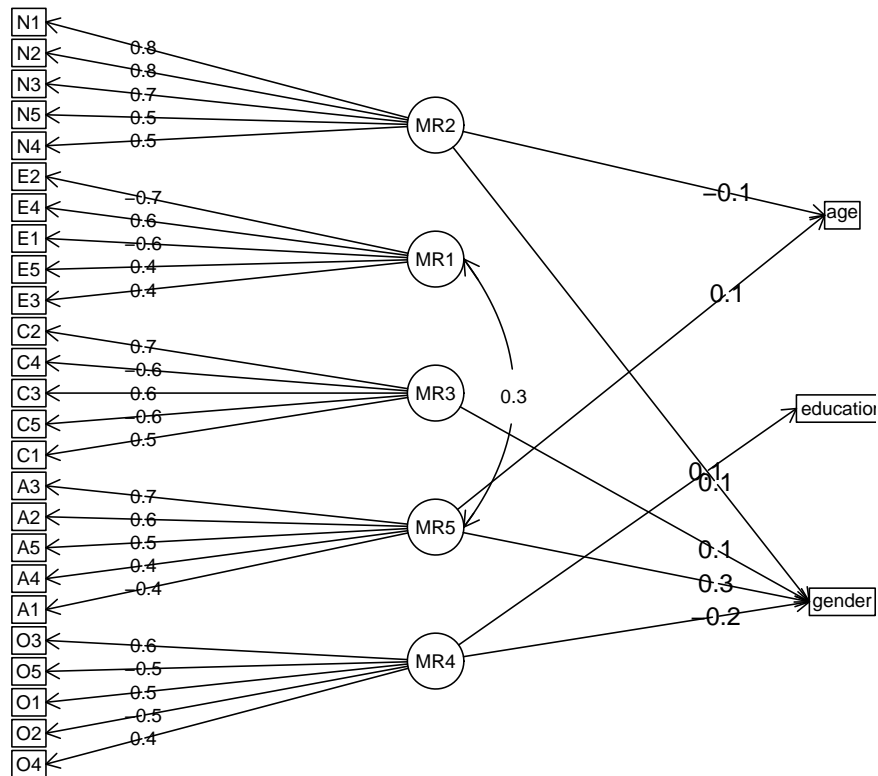 N1
N2
N3
N5
N4
E2
E4
E1
E5
E3
C2
C4
C3
C5
C1
A3
A2
A5
A4
A1
O3
O5
O1
O2
O4
0.8
0.8
0.7
0.5
0.5
−0.7
0.6
−0.6
0.4
0.4
0.7
−0.6
0.6
−0.6
0.5
0.7
0.6
0.5
0.4
−0.4
0.6
−0.5
0.5
−0.5
0.4
MR2
MR1
MR3
MR5
MR4
0.3
−0.1
0.1
0.1
0.1
0.1
0.3
−0.2
age
education
gender